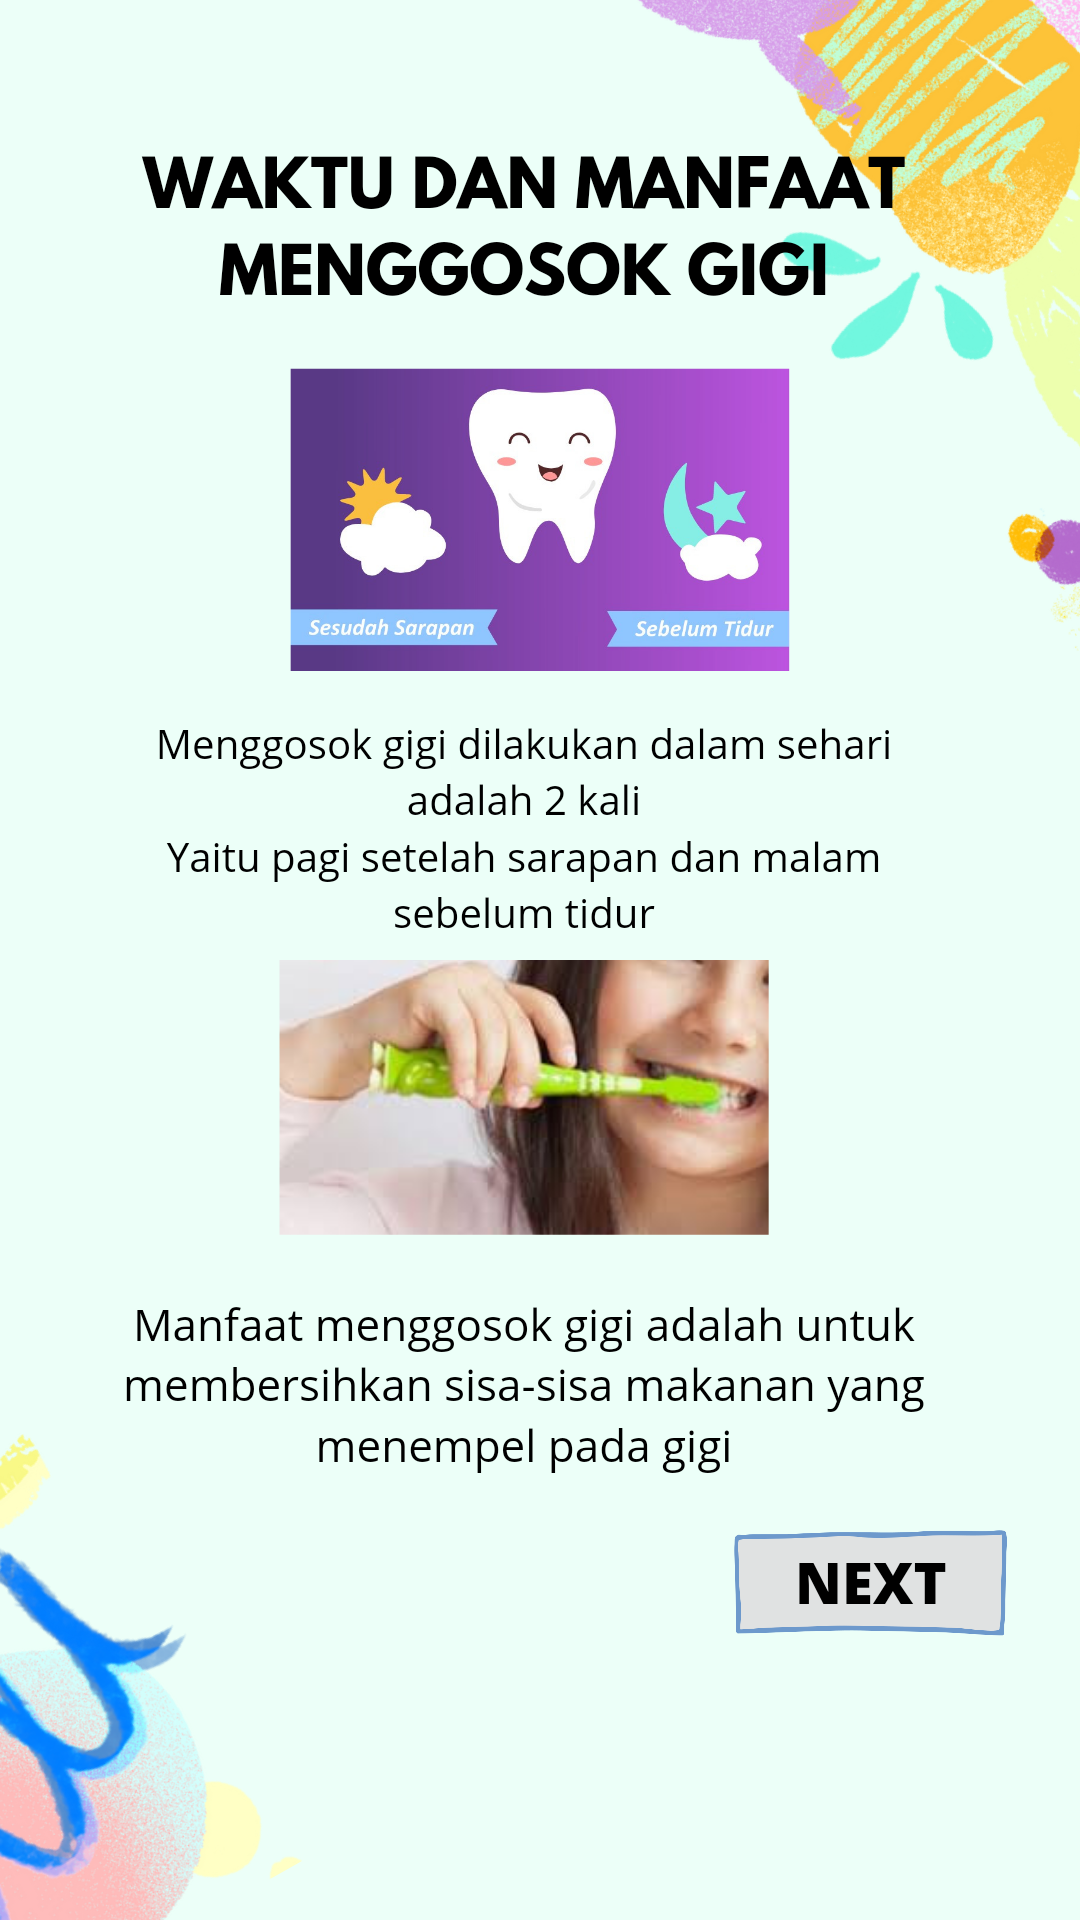 WAKTU DAN MANFAAT
MENGGOSOK GIGI
Sesudah Sarapan
Sebelum Tidur
Menggosok gigi dilakukan dalam sehari
adalah 2 kali
Yaitu pagi setelah sarapan dan malam
sebelum tidur
Manfaat menggosok gigi adalah untuk
membersihkan sisa-sisa makanan yang
menempel pada gigi
NEXT